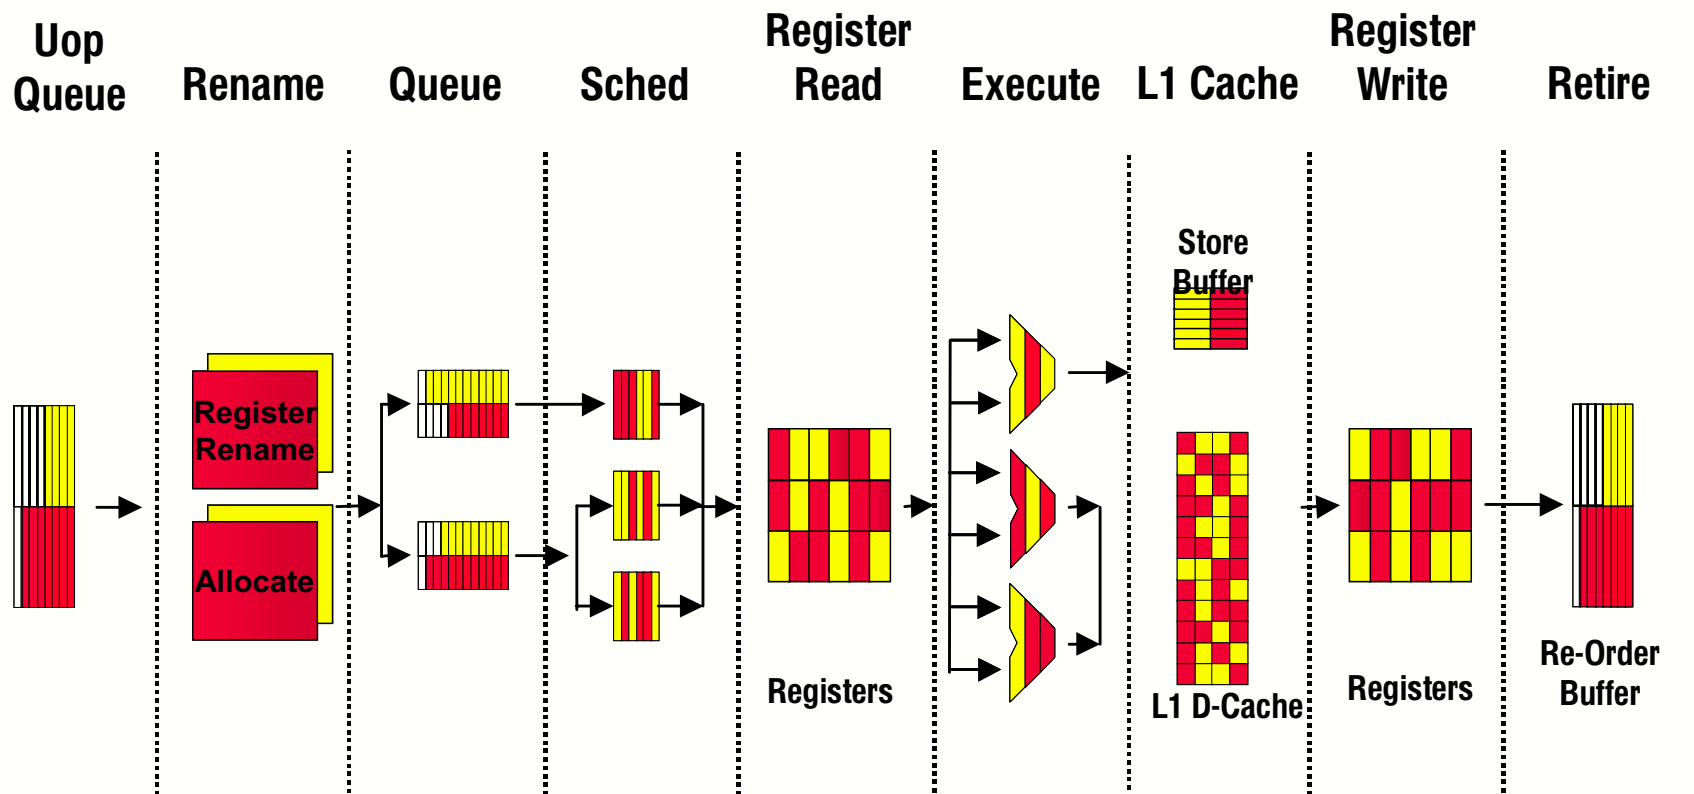 Uop
Queue
Rename
Queue
Sched
Register
Read
Execute
L1 Cache
Register
Write
Retire
Register
Rename
Allocate
Store
Buffer
Registers
L1 D-Cache
Registers
Re-Order
Buffer